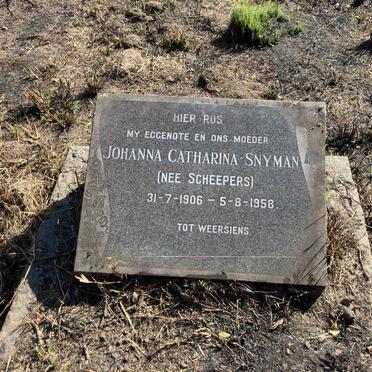 HIER RUS
MY EGGENOTE EN ONS MOEDER
JOHANNA CATHARINA SNYMAN
(NEE SCHEEPERS)
31-7-1906 - 5-8-1958.
TOT WEERSIENS.